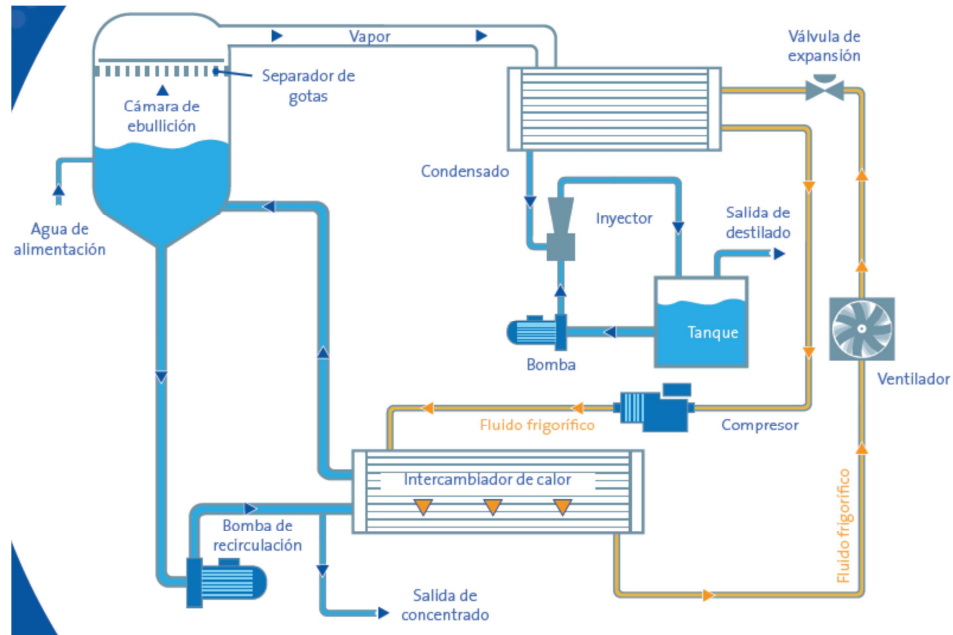 Vapor
Válvula de
expansión
Separador de
gotas
Cámara de
ebullición
Condensado
Inyector
Salida de
destilado
Agua de
alimentación
Tanque
Bomba
Ventilador
Fluido frigorífico
Compresor
Intercambiador de calor
Fluido frigorífico
Bomba de
recirculación
Salida de
concentrado